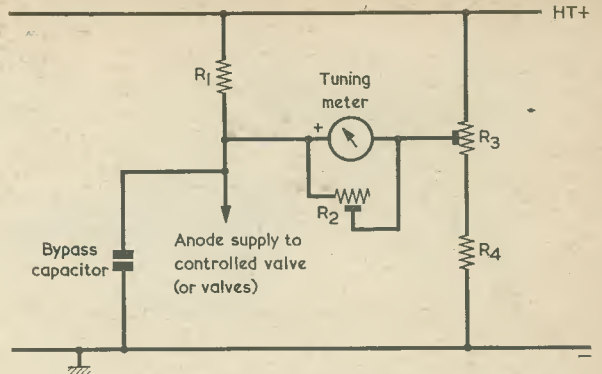 HT+
R1
Tuning
meter
+
R3
R2
Bypass
capacitor
Anode supply to
controlled valve
(or valves)
R4
−